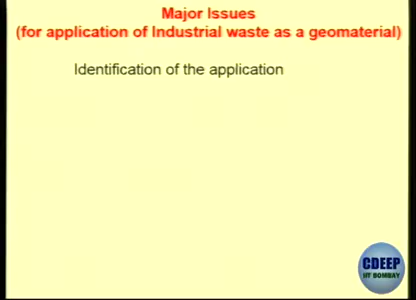 Major Issues
(for application of Industrial waste as a geomaterial)
Identification of the application
CDEEP
IIT BOMBAY